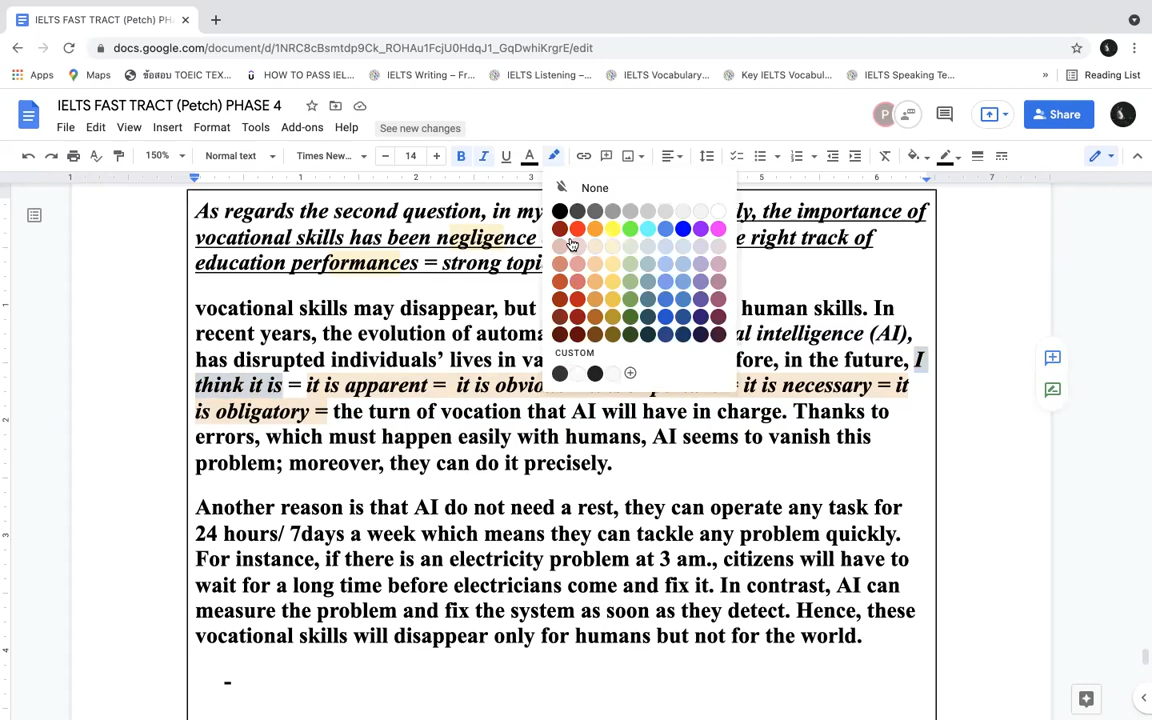 IELTS FAST TRACT (Petch) PH
docs.google.com/document/d/1NRC8cBsmtdp9Ck_ROHAu1FcjU0HdqJ1_GqDwhiKrgrE/edit
Apps Maps ข้อสอบ TOEIC TEX... HOW TO PASS IEL... IELTS Writing – Fr... IELTS Listening –... IELTS Vocabulary... Key IELTS Vocabul... IELTS Speaking Te... » Reading List
IELTS FAST TRACT (Petch) PHASE 4
P
Share
File Edit View Insert Format Tools Add-ons Help See new changes
150% Normal text Times New... 14 B I U A
1 1 2 3 5 6 7
None
As regards the second question, in my ly, the importance of
vocational skills has been negligence e right track of
education performances = strong topi
vocational skills may disappear, but human skills. In
recent years, the evolution of automa al intelligence (AI),
has disrupted individuals' lives in va fore, in the future, I
think it is = it is apparent = it is obvio = it is necessary = it
is obligatory = the turn of vocation that AI will have in charge. Thanks to
errors, which must happen easily with humans, AI seems to vanish this
problem; moreover, they can do it precisely.
Another reason is that AI do not need a rest, they can operate any task for
24 hours/ 7days a week which means they can tackle any problem quickly.
For instance, if there is an electricity problem at 3 am., citizens will have to
wait for a long time before electricians come and fix it. In contrast, AI can
measure the problem and fix the system as soon as they detect. Hence, these
vocational skills will disappear only for humans but not for the world.
-
CUSTOM
1
2
3
4